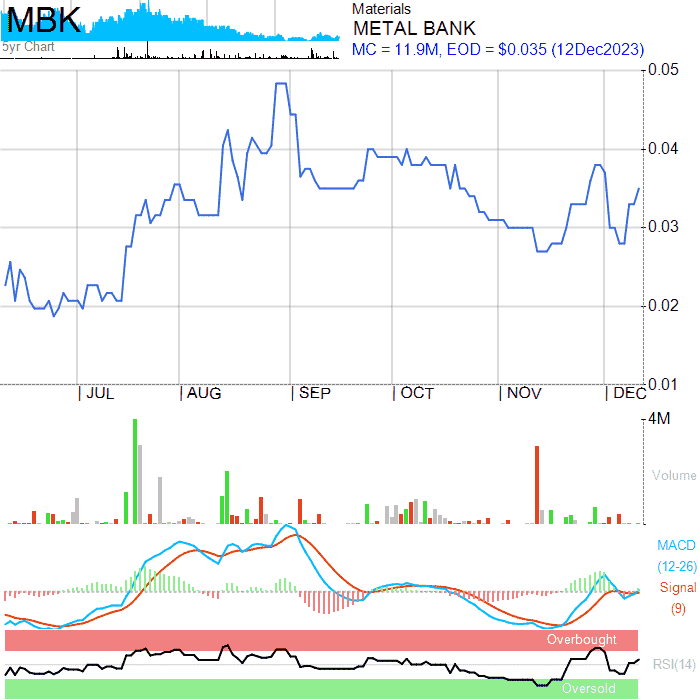 MBK
5yr Chart
Materials
METAL BANK
MC = 11.9M, EOD = $0.035 (12Dec2023)
0.05
0.04
0.03
0.02
0.01
| JUL | AUG | SEP | OCT | NOV | DEC
4M
Volume
MACD
(12-26)
Signal
(9)
Overbought
RSI(14)
Oversold